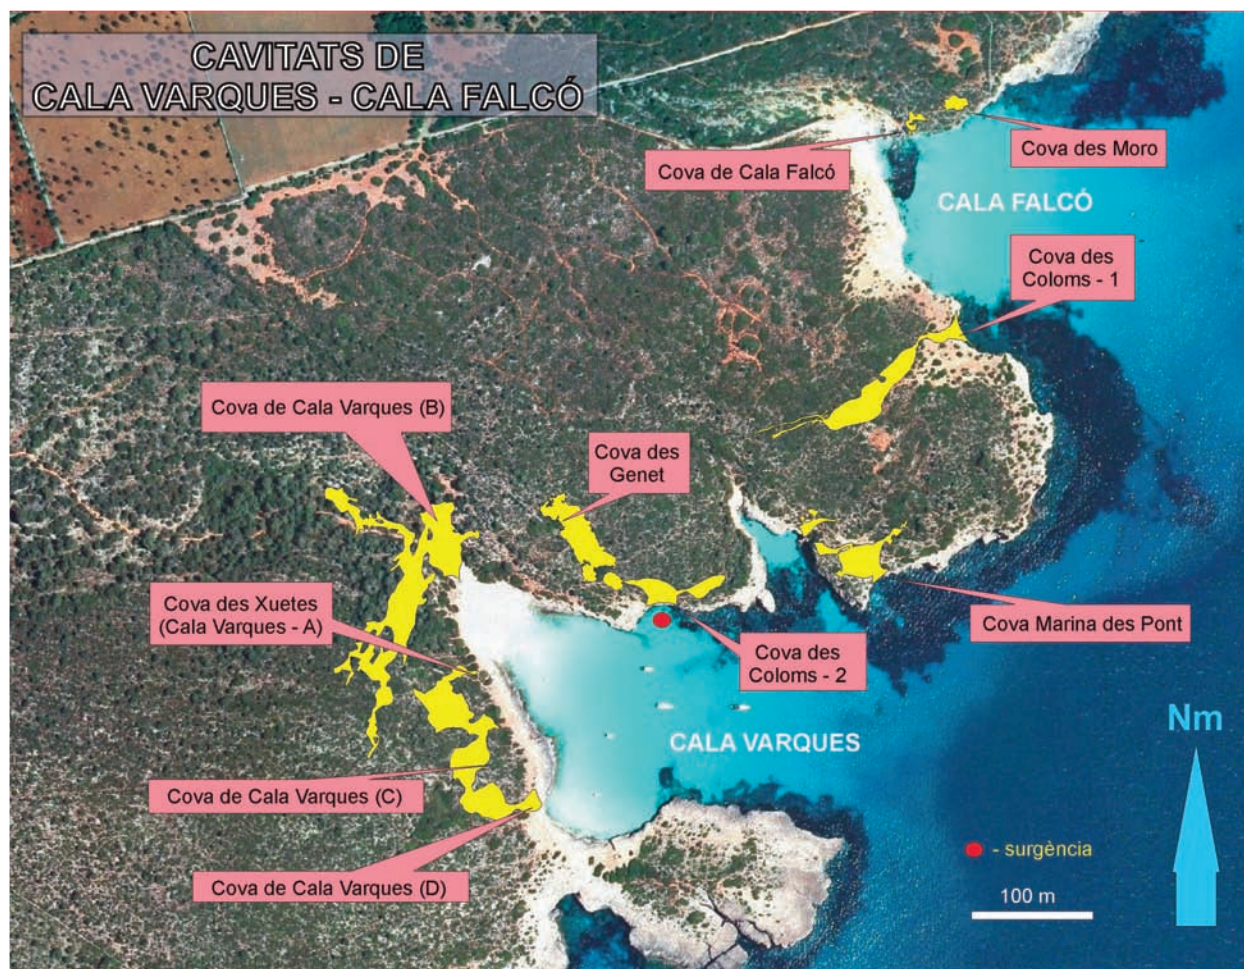 CAVITATS DE
CALA VARQUES - CALA FALCÓ
Cova des Moro
Cova de Cala Falcó
CALA FALCÓ
Cova des
Coloms - 1
Cova de Cala Varques (B)
Cova des
Genet
Cova des Xuetes
(Cala Varques - A)
Cova Marina des Pont
Cova des
Coloms - 2
Nm
CALA VARQUES
Cova de Cala Varques (C)
- surgència
Cova de Cala Varques (D)
100 m